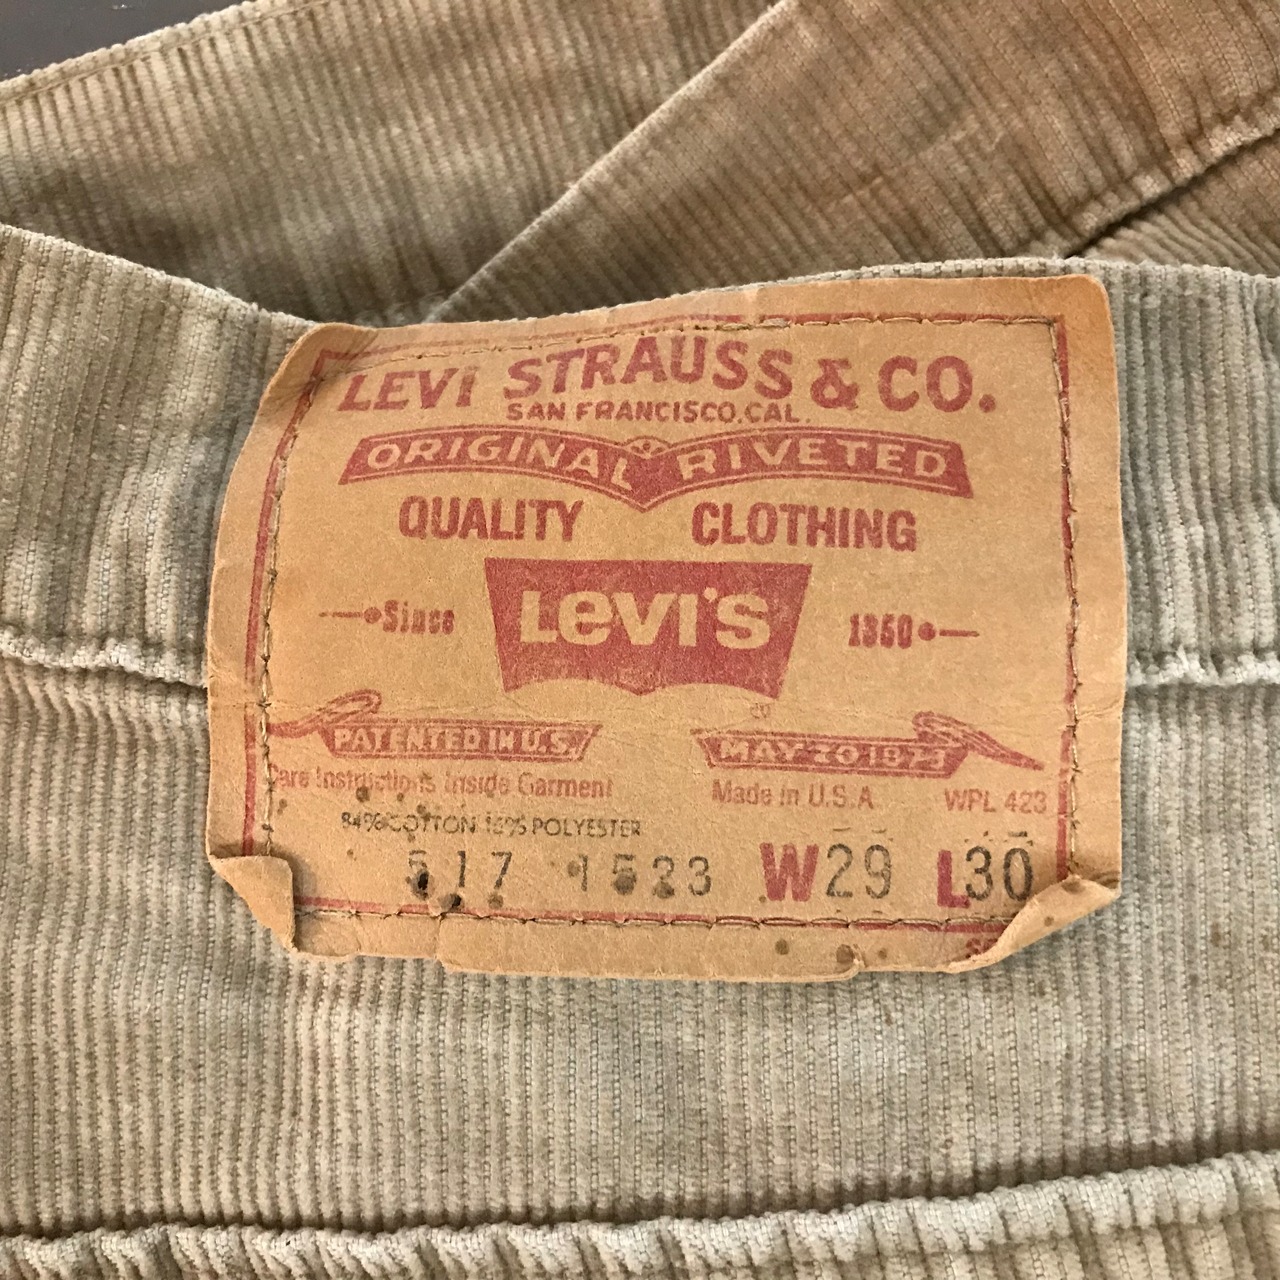 LEVI STRAUSS & CO.
SAN FRANCISCO, CAL.
ORIGINAL RIVETED
QUALITY CLOTHING
Since LEVI'S 1850
PATENTED IN U.S. MAY 20 1873
Care Instructions Inside Garment Made in U.S.A WPL 423
84% COTTON 16% POLYESTER
517 1523 W29 L30